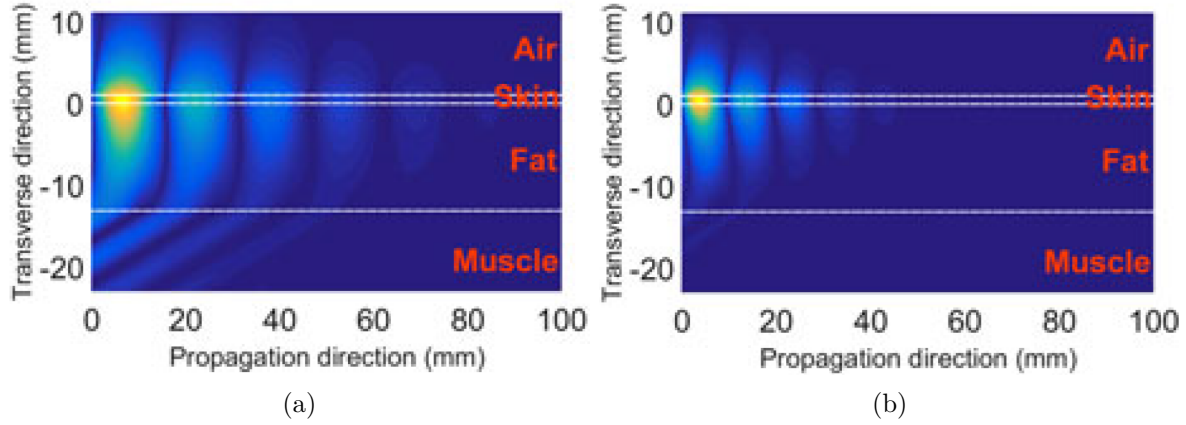 10
0
-10
-20
Transverse direction (mm)
Air
Skin
Fat
Muscle
0 20 40 60 80 100
Propagation direction (mm)
(a)
10
0
-10
-20
Transverse direction (mm)
Air
Skin
Fat
Muscle
0 20 40 60 80 100
Propagation direction (mm)
(b)